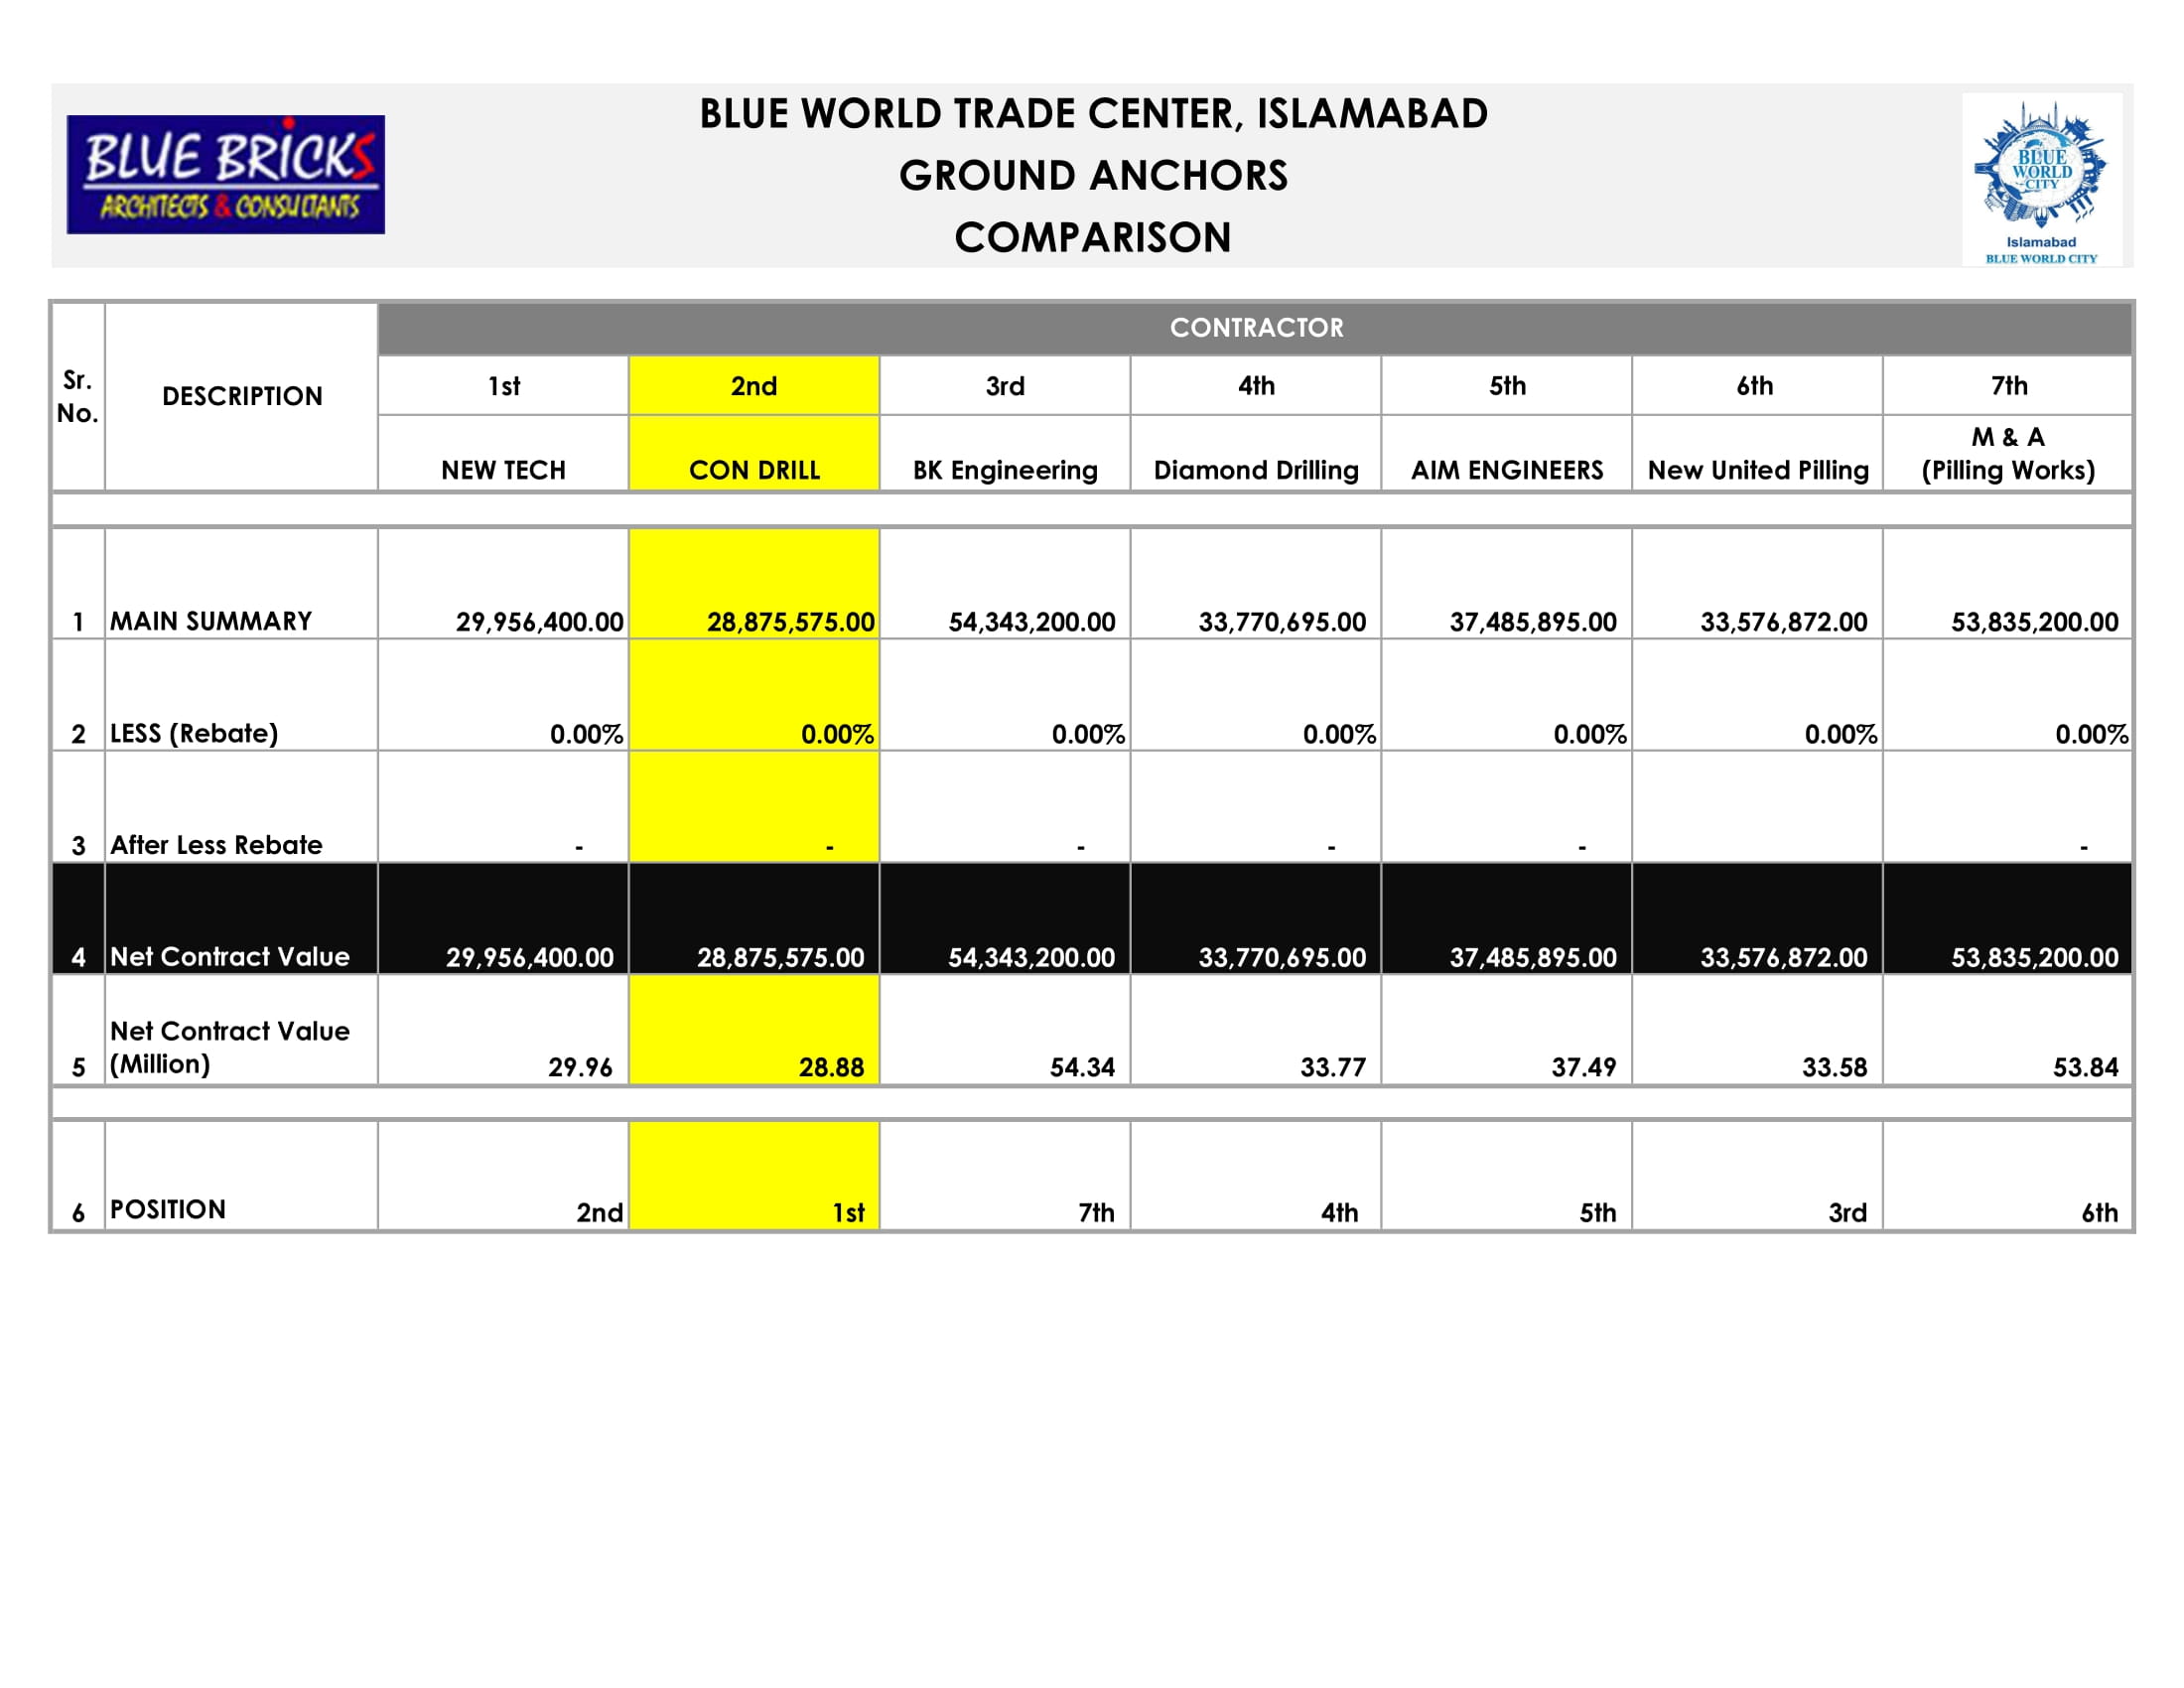 BLUE BRICKS
ARCHITECTS & CONSULTANTS
BLUE WORLD TRADE CENTER, ISLAMABAD
GROUND ANCHORS
COMPARISON
BLUE
WORLD
CITY
Islamabad
BLUE WORLD CITY
Sr.
No.
DESCRIPTION
CONTRACTOR
1st 2nd 3rd 4th 5th 6th 7th
NEW TECH CON DRILL BK Engineering Diamond Drilling AIM ENGINEERS New United Pilling M & A
(Pilling Works)
1 MAIN SUMMARY 29,956,400.00 28,875,575.00 54,343,200.00 33,770,695.00 37,485,895.00 33,576,872.00 53,835,200.00
2 LESS (Rebate) 0.00% 0.00% 0.00% 0.00% 0.00% 0.00% 0.00%
3 After Less Rebate - - - - - -
4 Net Contract Value 29,956,400.00 28,875,575.00 54,343,200.00 33,770,695.00 37,485,895.00 33,576,872.00 53,835,200.00
Net Contract Value
5 (Million) 29.96 28.88 54.34 33.77 37.49 33.58 53.84
6 POSITION 2nd 1st 7th 4th 5th 3rd 6th